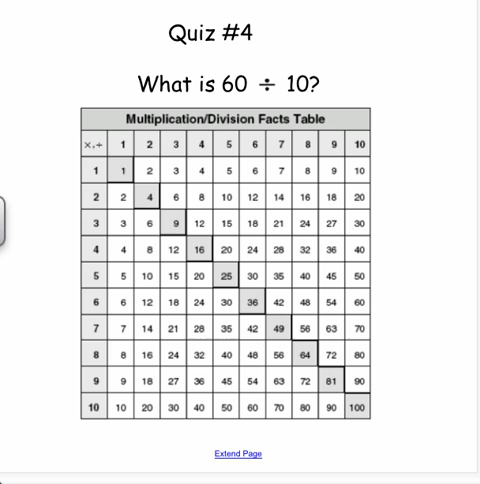 Quiz #4
What is 60 ÷ 10?
Multiplication/Division Facts Table
×,÷ 1 2 3 4 5 6 7 8 9 10
1 1 2 3 4 5 6 7 8 9 10
2 2 4 6 8 10 12 14 16 18 20
3 3 6 9 12 15 18 21 24 27 30
4 4 8 12 16 20 24 28 32 36 40
5 5 10 15 20 25 30 35 40 45 50
6 6 12 18 24 30 36 42 48 54 60
7 7 14 21 28 35 42 49 56 63 70
8 8 16 24 32 40 48 56 64 72 80
9 9 18 27 36 45 54 63 72 81 90
10 10 20 30 40 50 60 70 80 90 100
Extend Page